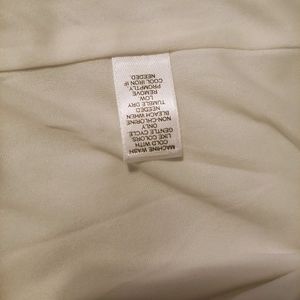 MACHINE WASH
COLD WITH
LIKE COLORS
GENTLE CYCLE
ONLY
NON-CHLORINE
BLEACH WHEN
NEEDED
TUMBLE DRY
LOW
REMOVE
PROMPTLY
COOL IRON IF
NEEDED.